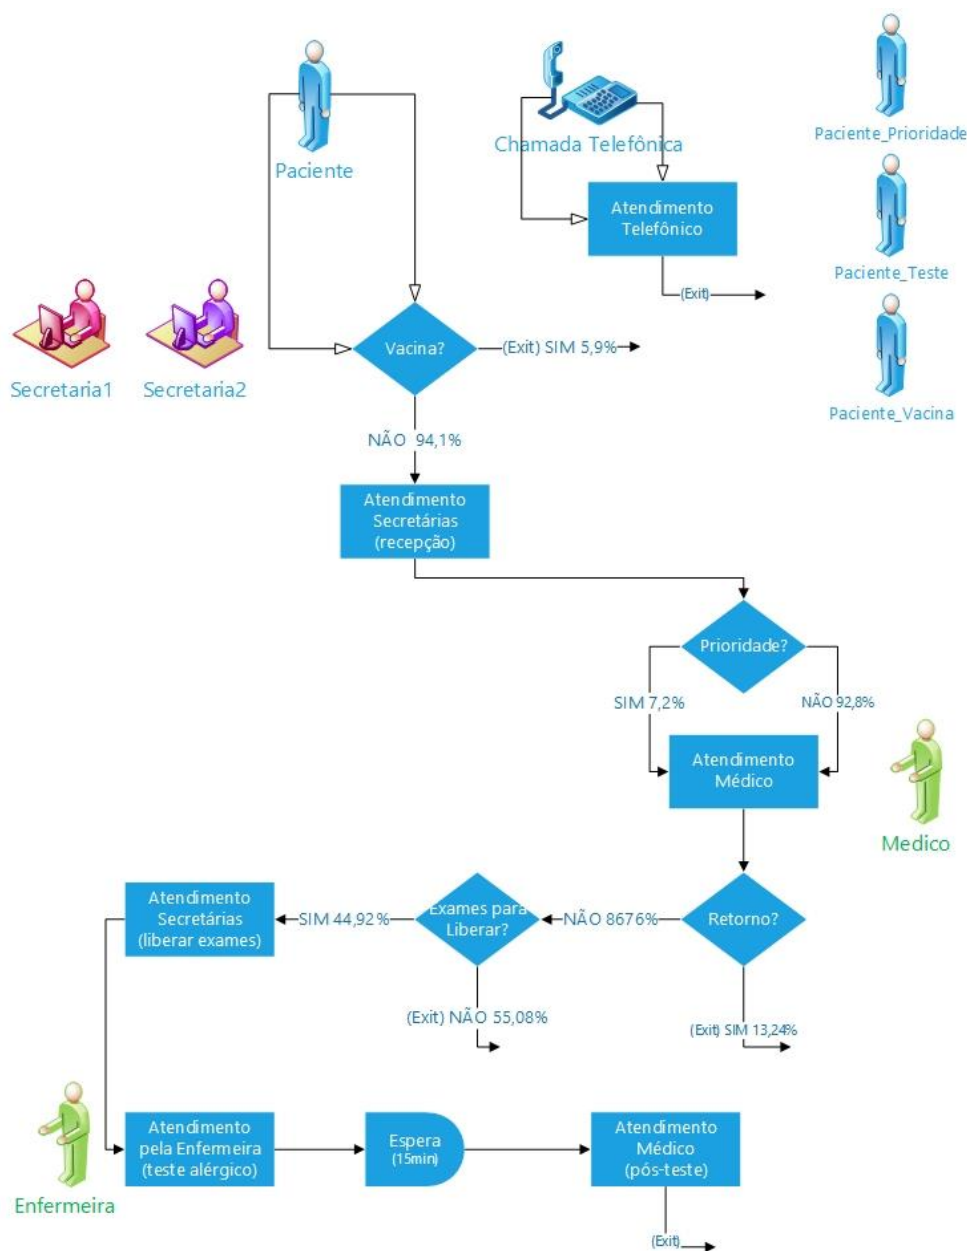 Paciente
Chamada Telefônica
Paciente_Prioridade
Atendimento
Telefônico
Paciente_Teste
(Exit)
Vacina?
(Exit) SIM 5,9%
Secretaria1
Secretaria2
Paciente_Vacina
NÃO 94,1%
Atendimento
Secretárias
(recepção)
Prioridade?
SIM 7,2%
NÃO 92,8%
Atendimento
Médico
Medico
Retorno?
NÃO 8676%
Exames para
Liberar?
SIM 44,92%
Atendimento
Secretárias
(liberar exames)
(Exit) NÃO 55,08%
(Exit) SIM 13,24%
Enfermeira
Atendimento
pela Enfermeira
(teste alérgico)
Espera
(15min)
Atendimento
Médico
(pós-teste)
(Exit)